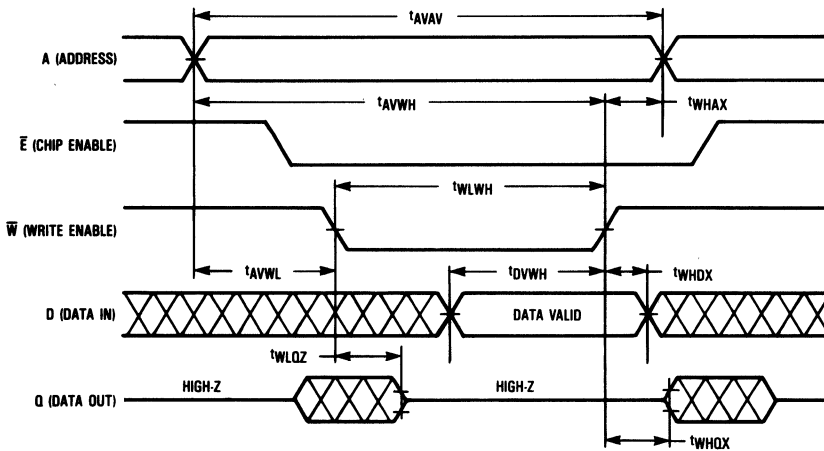 tAVAV
A (ADDRESS)
tAVWH
tWHAX
E̅ (CHIP ENABLE)
tWLWH
W̅ (WRITE ENABLE)
tAVWL
tDVWH
tWHDX
D (DATA IN)
DATA VALID
tWLQZ
HIGH-Z
HIGH-Z
Q (DATA OUT)
tWHQX